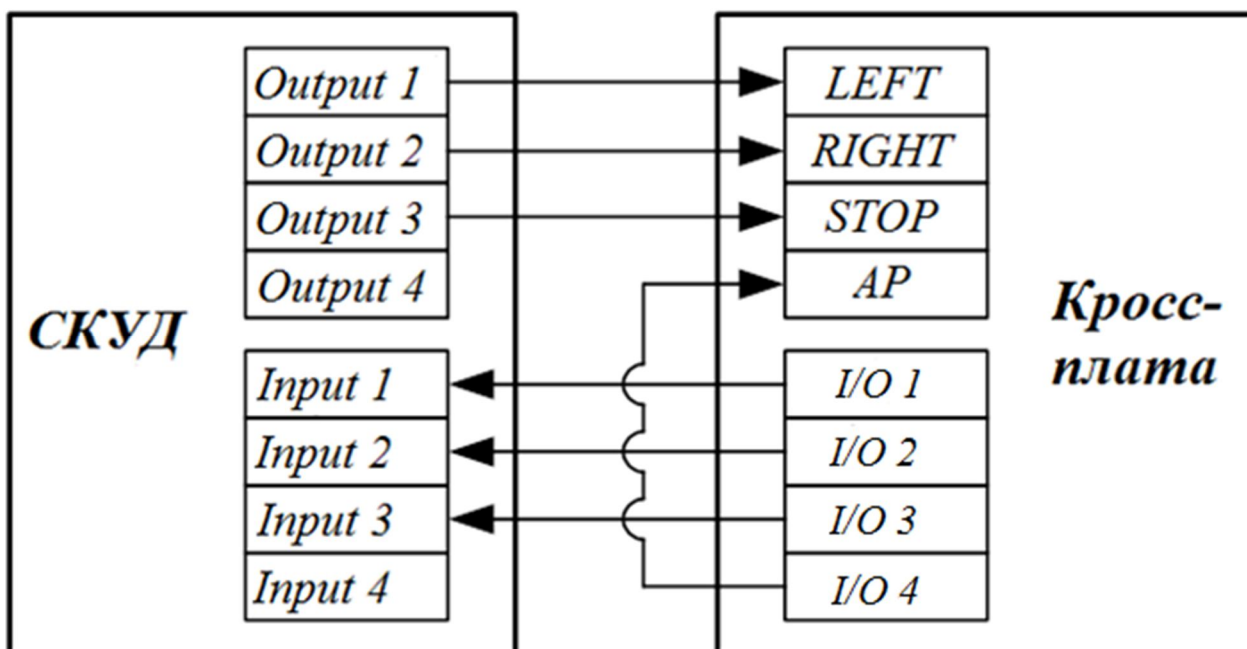 СКУД
Output 1
Output 2
Output 3
Output 4
Input 1
Input 2
Input 3
Input 4
LEFT
RIGHT
STOP
AP
I/O 1
I/O 2
I/O 3
I/O 4
Кросс-
плата